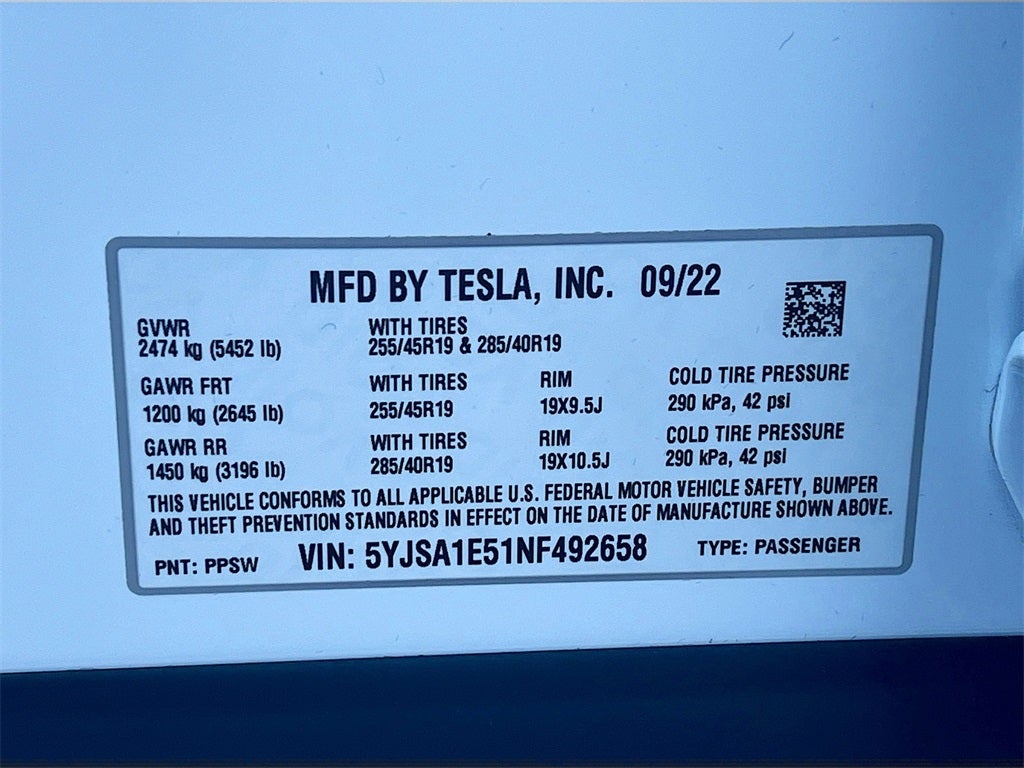 MFD BY TESLA, INC. 09/22
GVWR
2474 kg (5452 lb)
WITH TIRES
255/45R19 & 285/40R19
GAWR FRT
1200 kg (2645 lb)
WITH TIRES
255/45R19
RIM
19X9.5J
COLD TIRE PRESSURE
290 kPa, 42 psi
GAWR RR
1450 kg (3196 lb)
WITH TIRES
285/40R19
RIM
19X10.5J
COLD TIRE PRESSURE
290 kPa, 42 psi
THIS VEHICLE CONFORMS TO ALL APPLICABLE U.S. FEDERAL MOTOR VEHICLE SAFETY, BUMPER
AND THEFT PREVENTION STANDARDS IN EFFECT ON THE DATE OF MANUFACTURE SHOWN ABOVE.
PNT: PPSW VIN: 5YJSA1E51NF492658 TYPE: PASSENGER